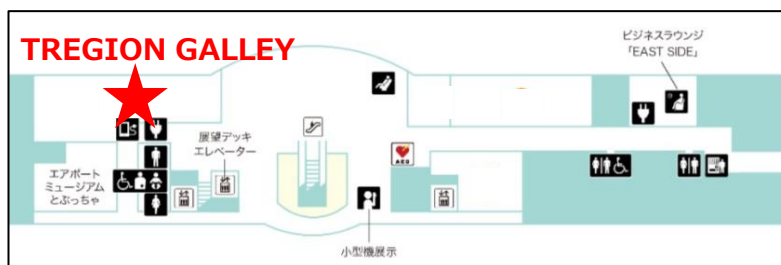 TREGION GALLEY
ビジネスラウンジ
「EAST SIDE」
展望デッキ
エレベーター
AED
エアポート
ミュージアム
とぶっちゃ
小型機展示